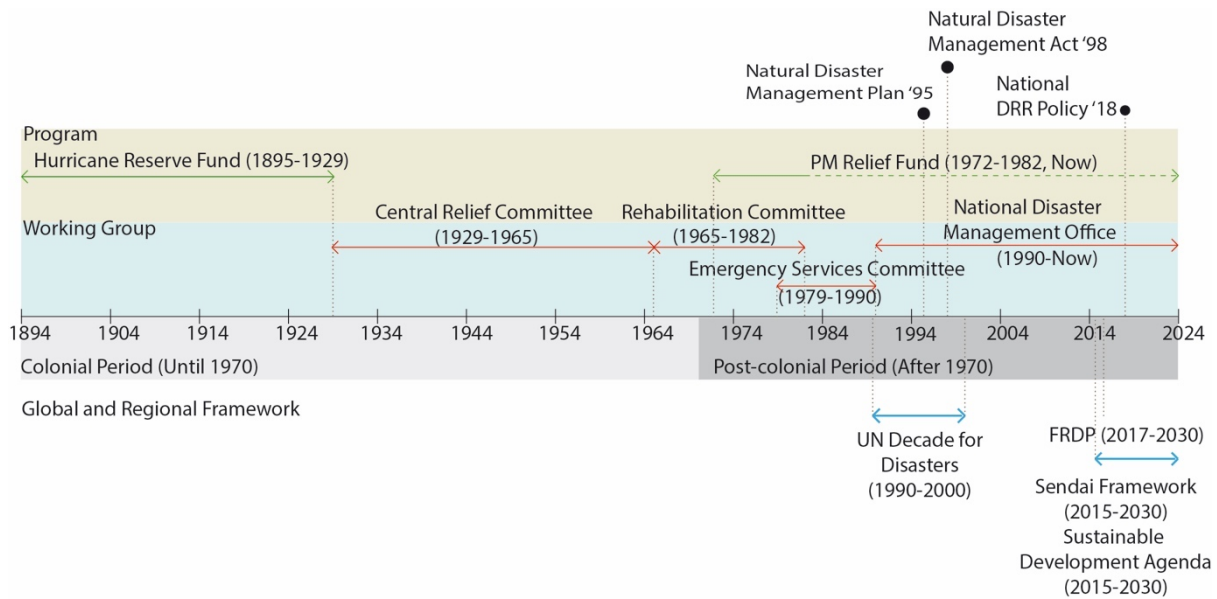 Natural Disaster
Management Act ‘98
Natural Disaster
Management Plan ‘95
National
DRR Policy ‘18
Program
Hurricane Reserve Fund (1895-1929)
PM Relief Fund (1972-1982, Now)
Working Group
Central Relief Committee
(1929-1965)
Rehabilitation Committee
(1965-1982)
National Disaster
Management Office
(1990-Now)
Emergency Services Committee
(1979-1990)
1894 1904 1914 1924 1934 1944 1954 1964 1974 1984 1994 2004 2014 2024
Colonial Period (Until 1970)
Post-colonial Period (After 1970)
Global and Regional Framework
UN Decade for
Disasters
(1990-2000)
FRDP (2017-2030)
Sendai Framework
(2015-2030)
Sustainable
Development Agenda
(2015-2030)